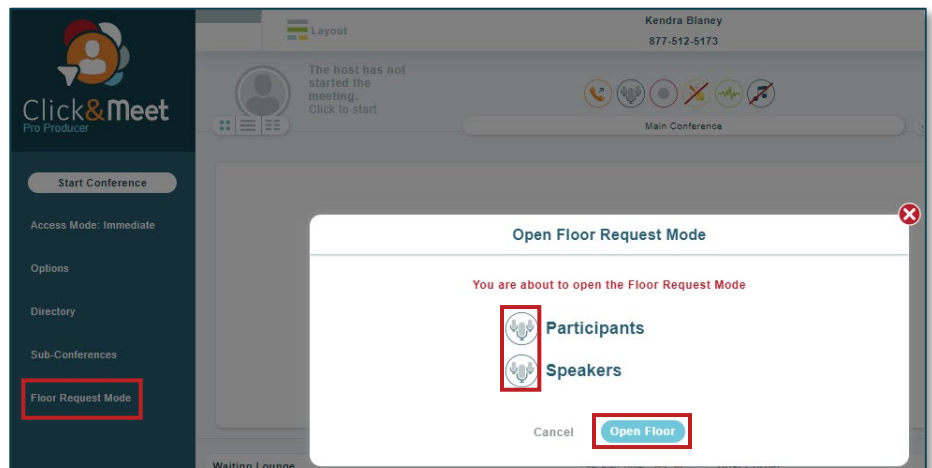 Click&Meet
Pro Producer
Start Conference
Access Mode: Immediate
Options
Directory
Sub-Conferences
Floor Request Mode
Layout
Kendra Blaney
877-512-5173
The host has not
started the
meeting.
Click to start
Main Conference
Open Floor Request Mode
You are about to open the Floor Request Mode
Participants
Speakers
Cancel
Open Floor
Waiting Lounge